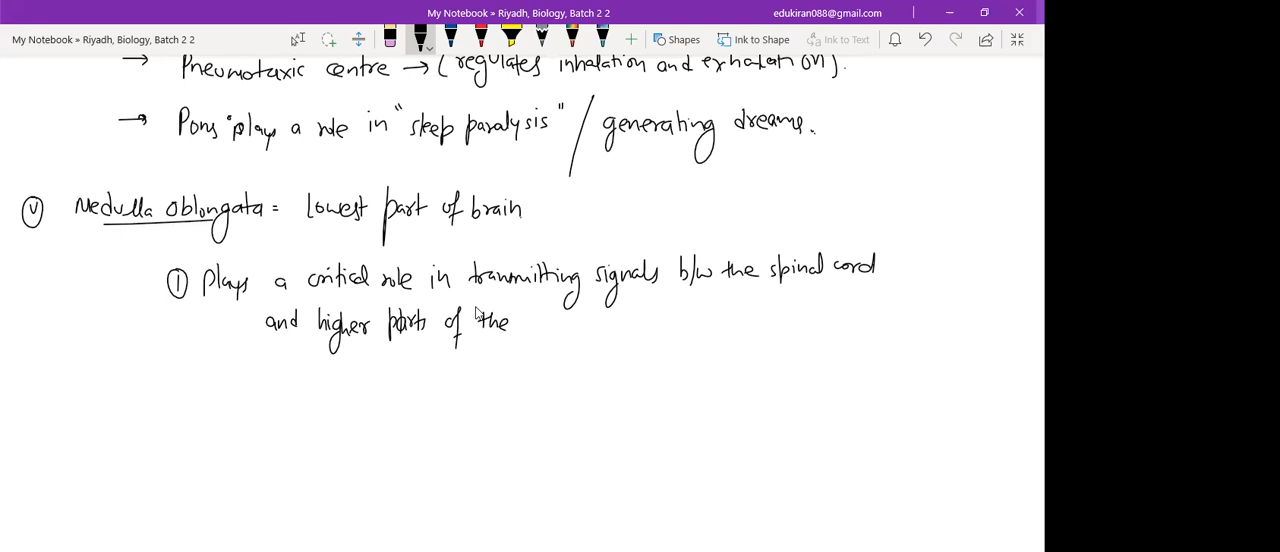 My Notebook » Riyadh, Biology, Batch 2 2
edukiran088@gmail.com
My Notebook » Riyadh, Biology, Batch 2 2
Shapes
Ink to Shape
Ink to Text
→ Pneumotaxic centre → (regulates inhalation and exhalation).
→ Pons plays a role in "sleep paralysis" / generating dreams.
Ⓥ Medulla oblongata = lowest part of brain
① Plays a critical role in transmitting signals b/w the spinal cord
and higher parts of the